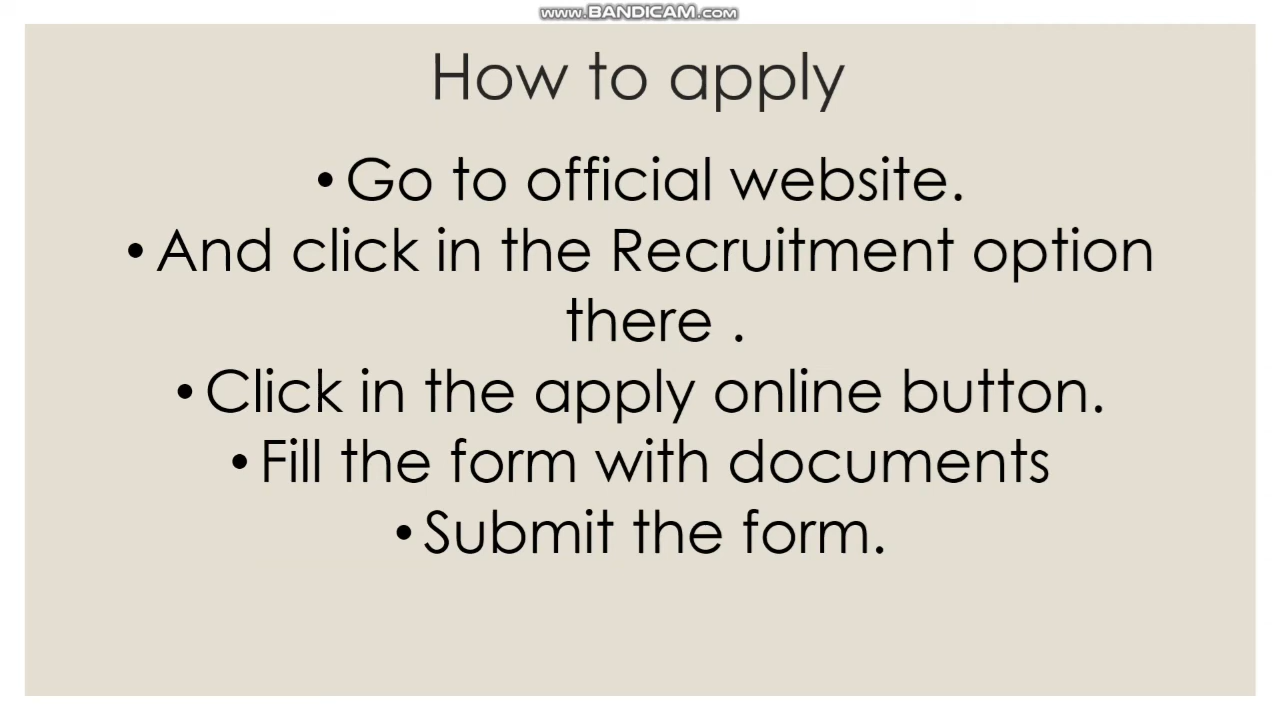 www.BANDICAM.com
How to apply
• Go to official website.
• And click in the Recruitment option
there .
• Click in the apply online button.
• Fill the form with documents
• Submit the form.